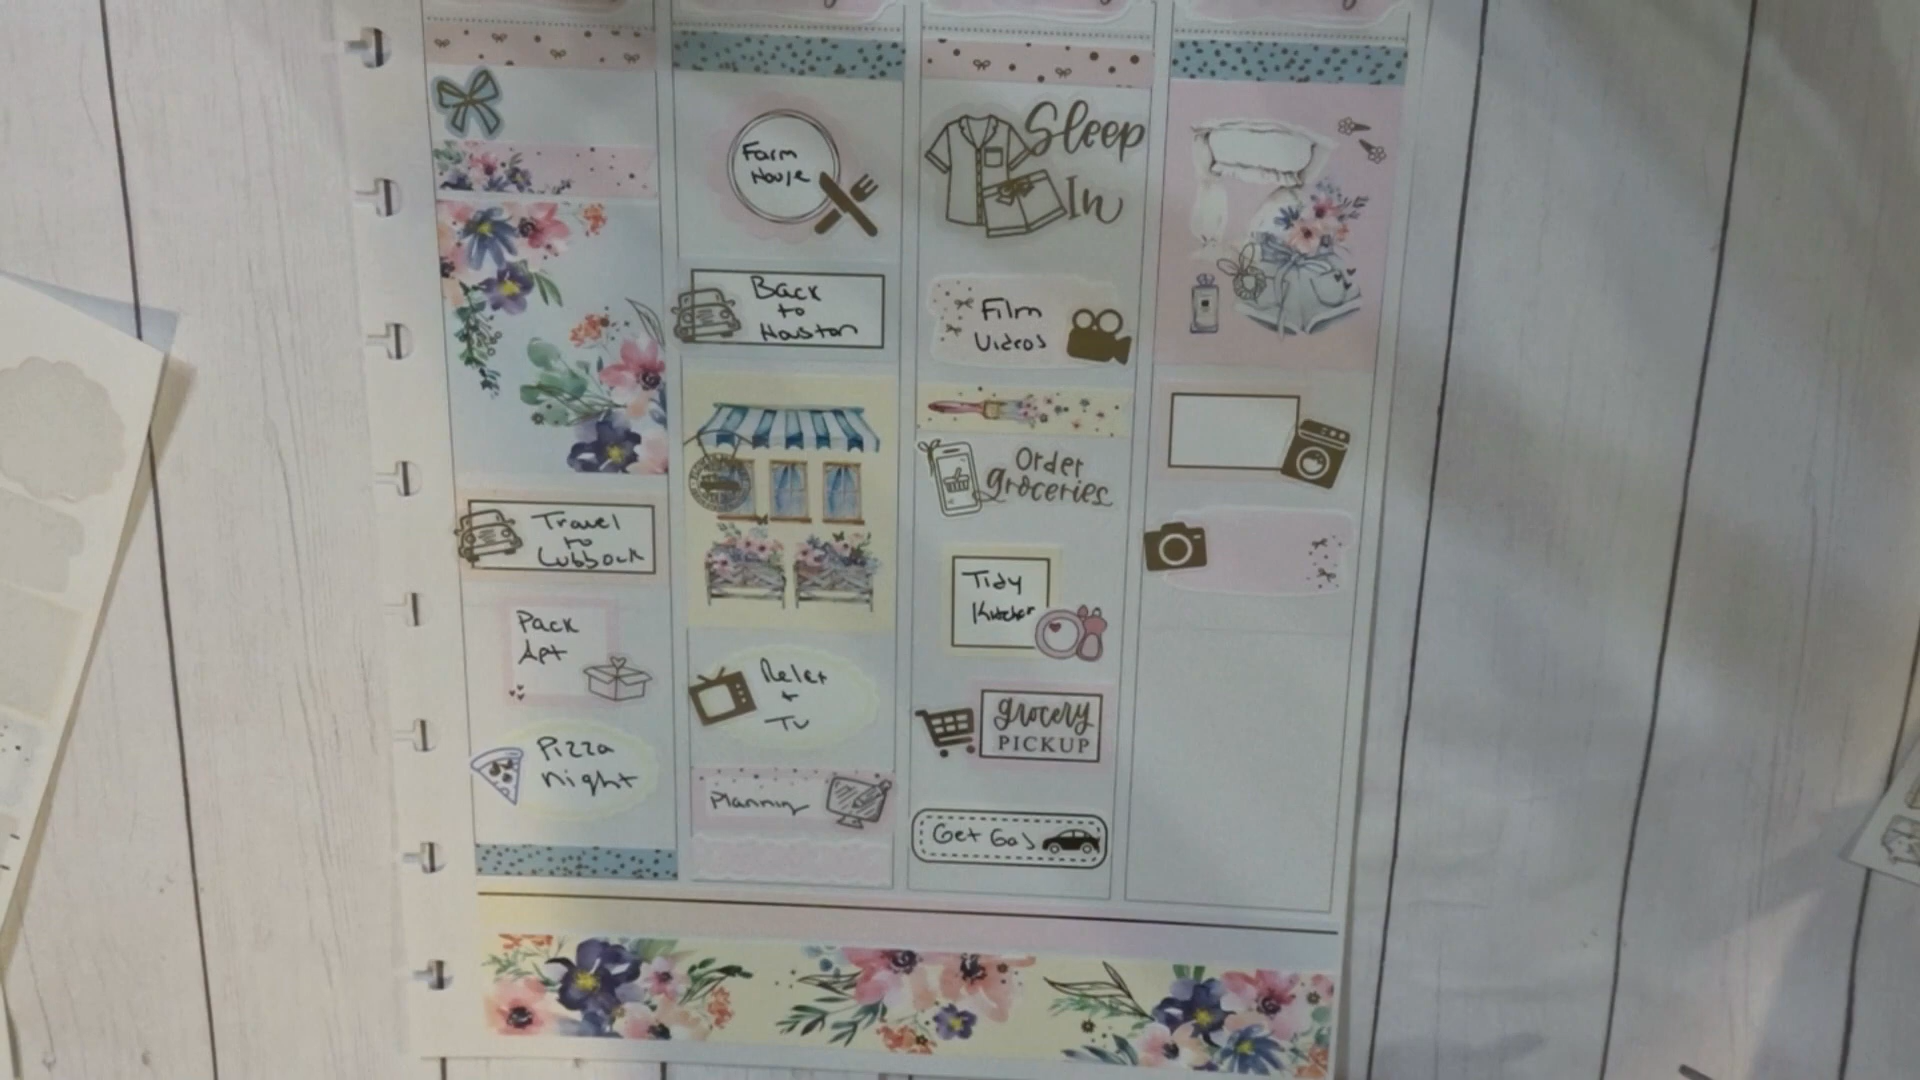 Travel
to
Lubbock
Pack
Apt
Pizza
night
Farm
House
Back
to
Houston
Relax
+
TV
Planning
Sleep
In
Film
Videos
Order
groceries
Tidy
Kitchen
grocery
PICKUP
Get Gas